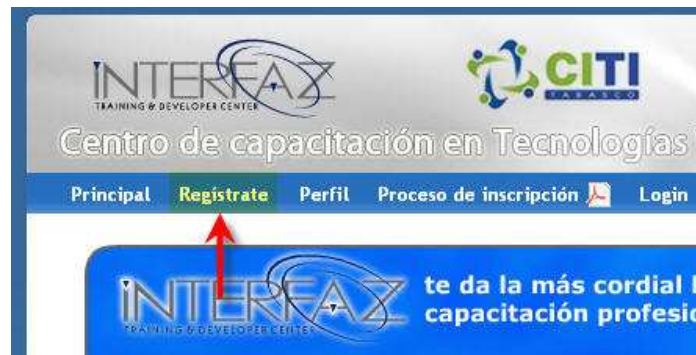 INTERFAZ
TRAINING & DEVELOPER CENTER
CITI
TABASCO
Centro de capacitación en Tecnologías
Principal Regístrate Perfil Proceso de inscripción Login
INTERFAZ
TRAINING & DEVELOPER CENTER
te da la más cordial
capacitación